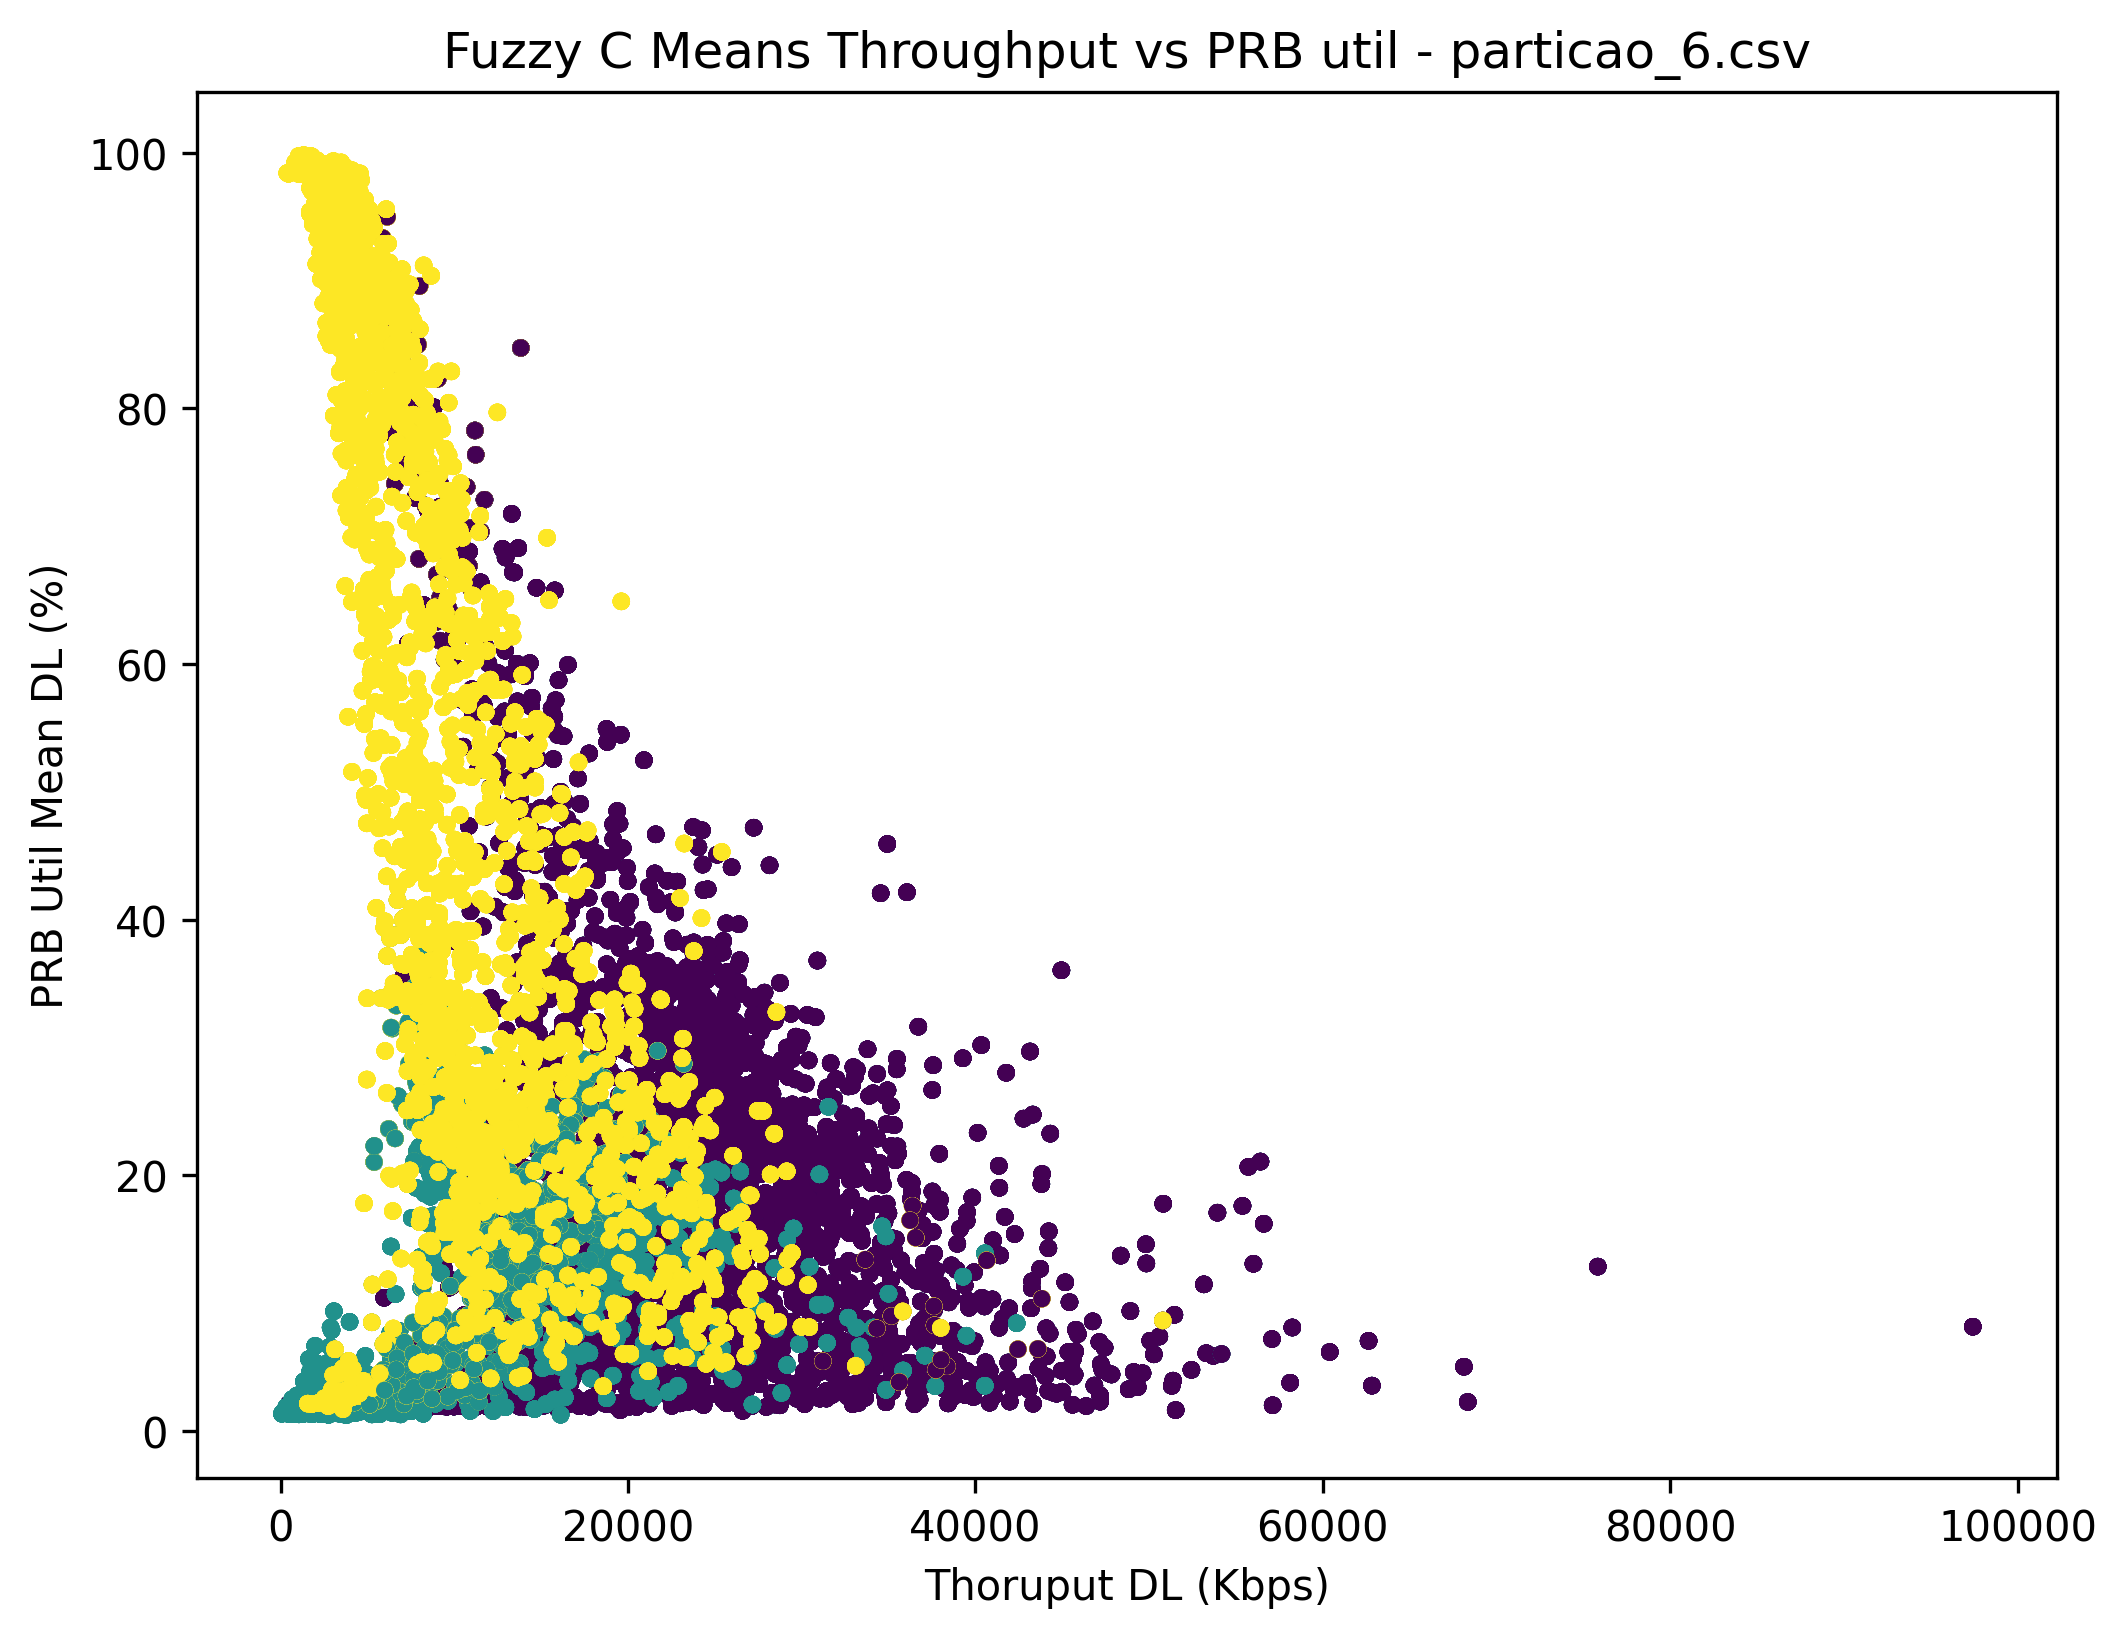 Fuzzy C Means Throughput vs PRB util - particao_6.csv
PRB Util Mean DL (%)
100
80
60
40
20
0
0 20000 40000 60000 80000 100000
Thoruput DL (Kbps)